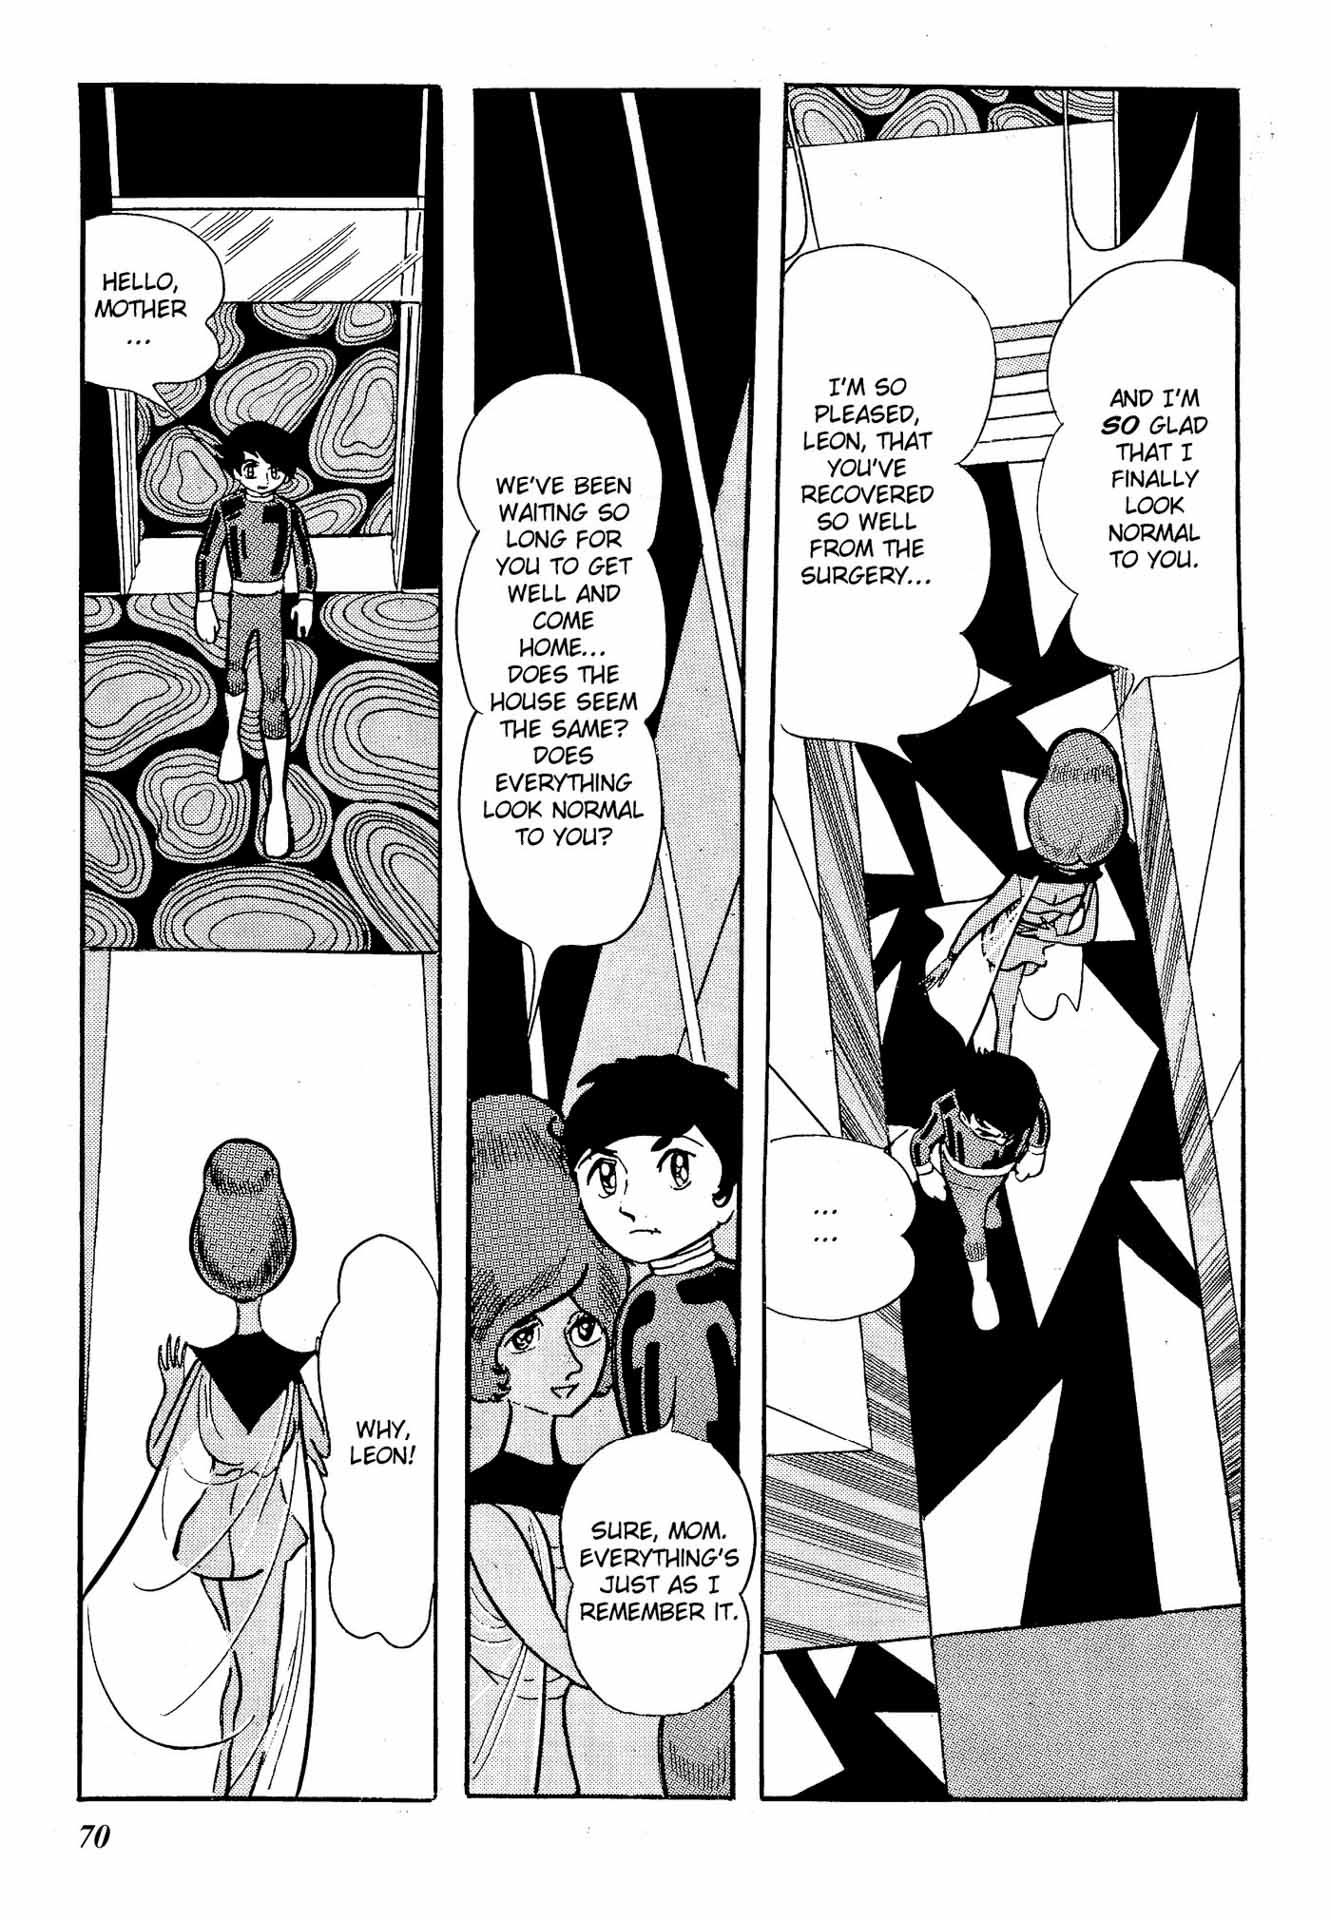 HELLO,
MOTHER
...
WHY,
LEON!
WE'VE BEEN
WAITING SO
LONG FOR
YOU TO GET
WELL AND
COME
HOME...
DOES THE
HOUSE SEEM
THE SAME?
DOES
EVERYTHING
LOOK NORMAL
TO YOU?
SURE, MOM.
EVERYTHING'S
JUST AS I
REMEMBER IT.
I'M SO
PLEASED,
LEON, THAT
YOU'VE
RECOVERED
SO WELL
FROM THE
SURGERY...
AND I'M
SO GLAD
THAT I
FINALLY
LOOK
NORMAL
TO YOU.
...
...
70